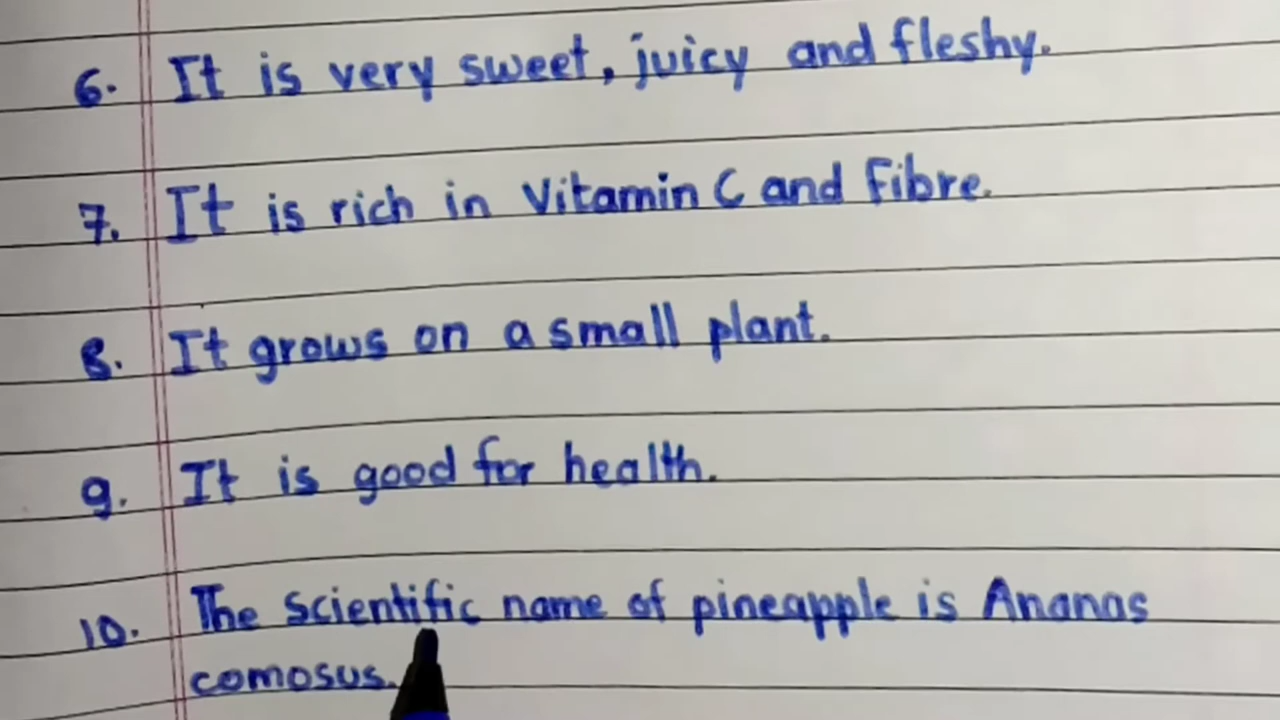 6. It is very sweet, juicy and fleshy.
7. It is rich in Vitamin C and Fibre.
8. It grows on a small plant.
9. It is good for health.
10. The Scientific name of pineapple is Ananas
comosus.